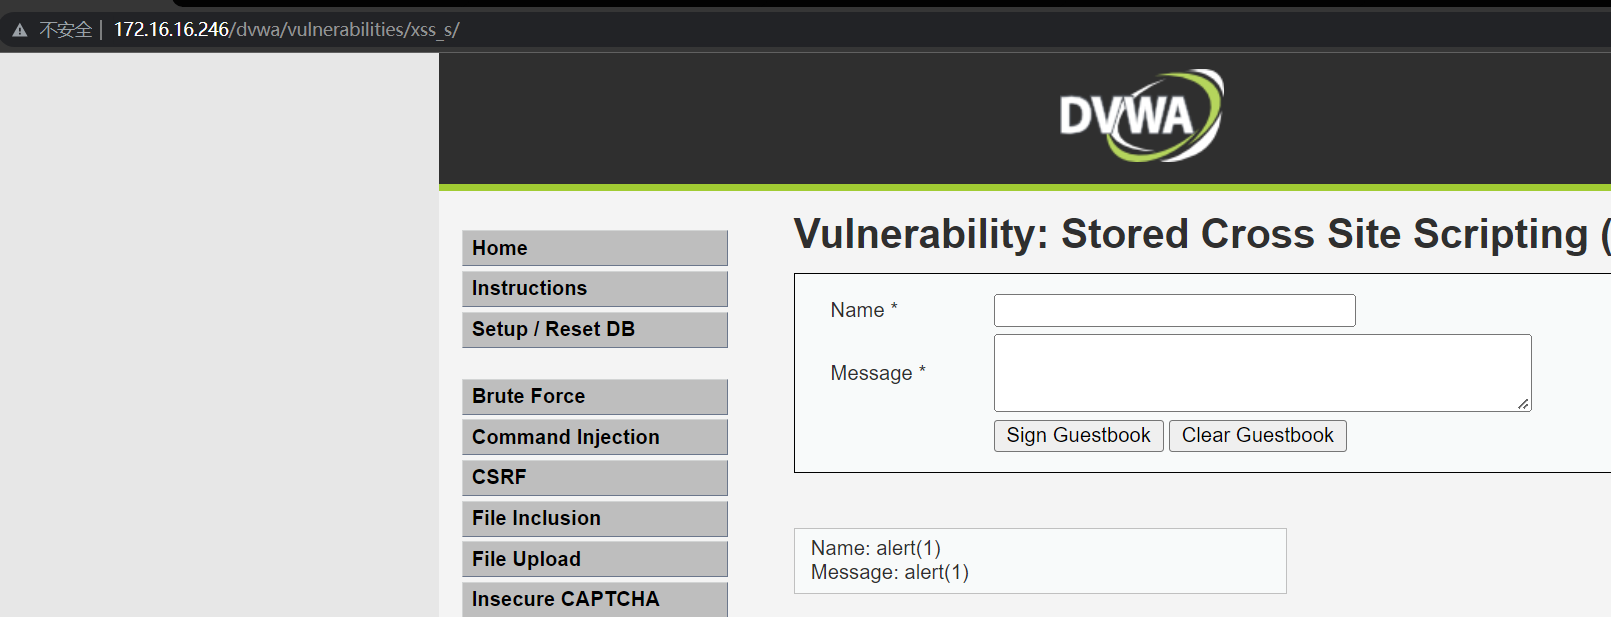 不安全 | 172.16.16.246/dvwa/vulnerabilities/xss_s/
DVWA
Home
Instructions
Setup / Reset DB
Brute Force
Command Injection
CSRF
File Inclusion
File Upload
Insecure CAPTCHA
Vulnerability: Stored Cross Site Scripting (
Name *
Message *
Sign Guestbook Clear Guestbook
Name: alert(1)
Message: alert(1)